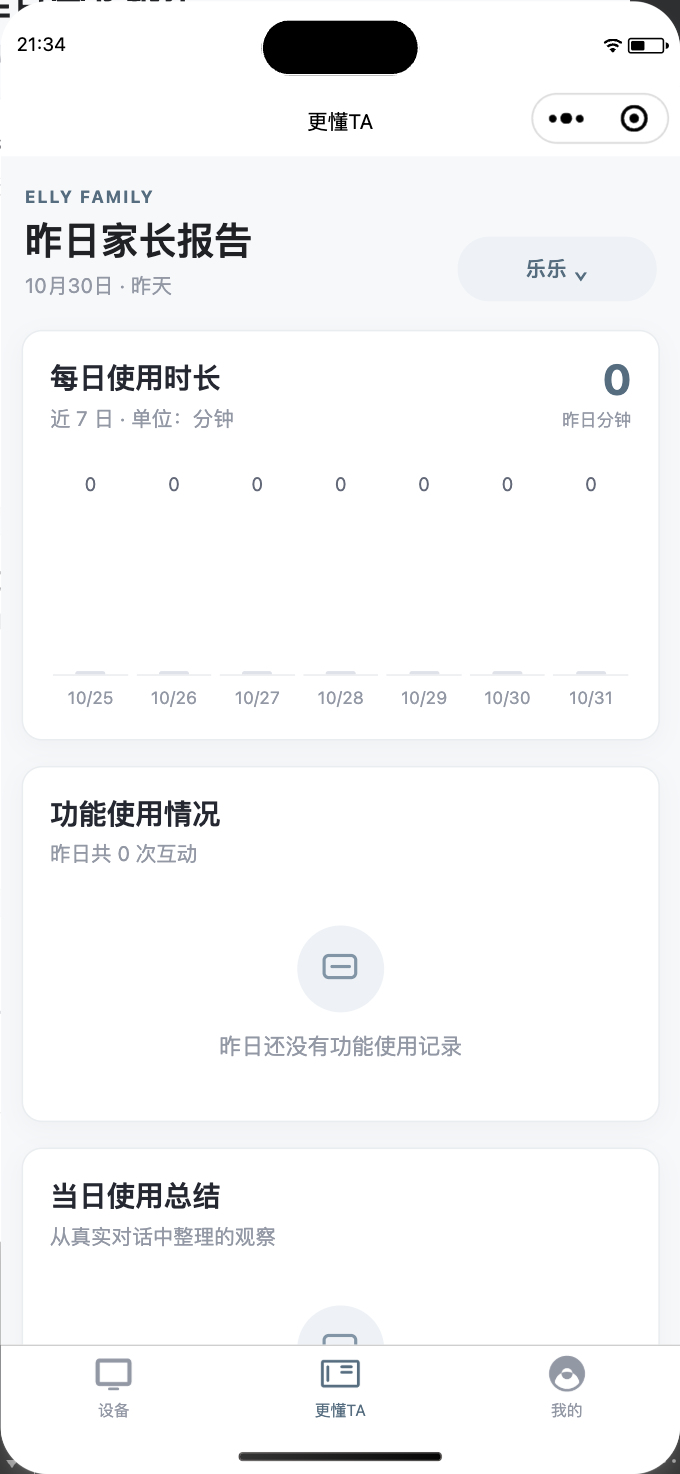 21:34
更懂TA
ELLY FAMILY
昨日家长报告
10月30日 · 昨天
乐乐
每日使用时长
0
近 7 日 · 单位：分钟
昨日分钟
0 0 0 0 0 0 0
10/25 10/26 10/27 10/28 10/29 10/30 10/31
功能使用情况
昨日共 0 次互动
昨日还没有功能使用记录
当日使用总结
从真实对话中整理的观察
设备 更懂TA 我的